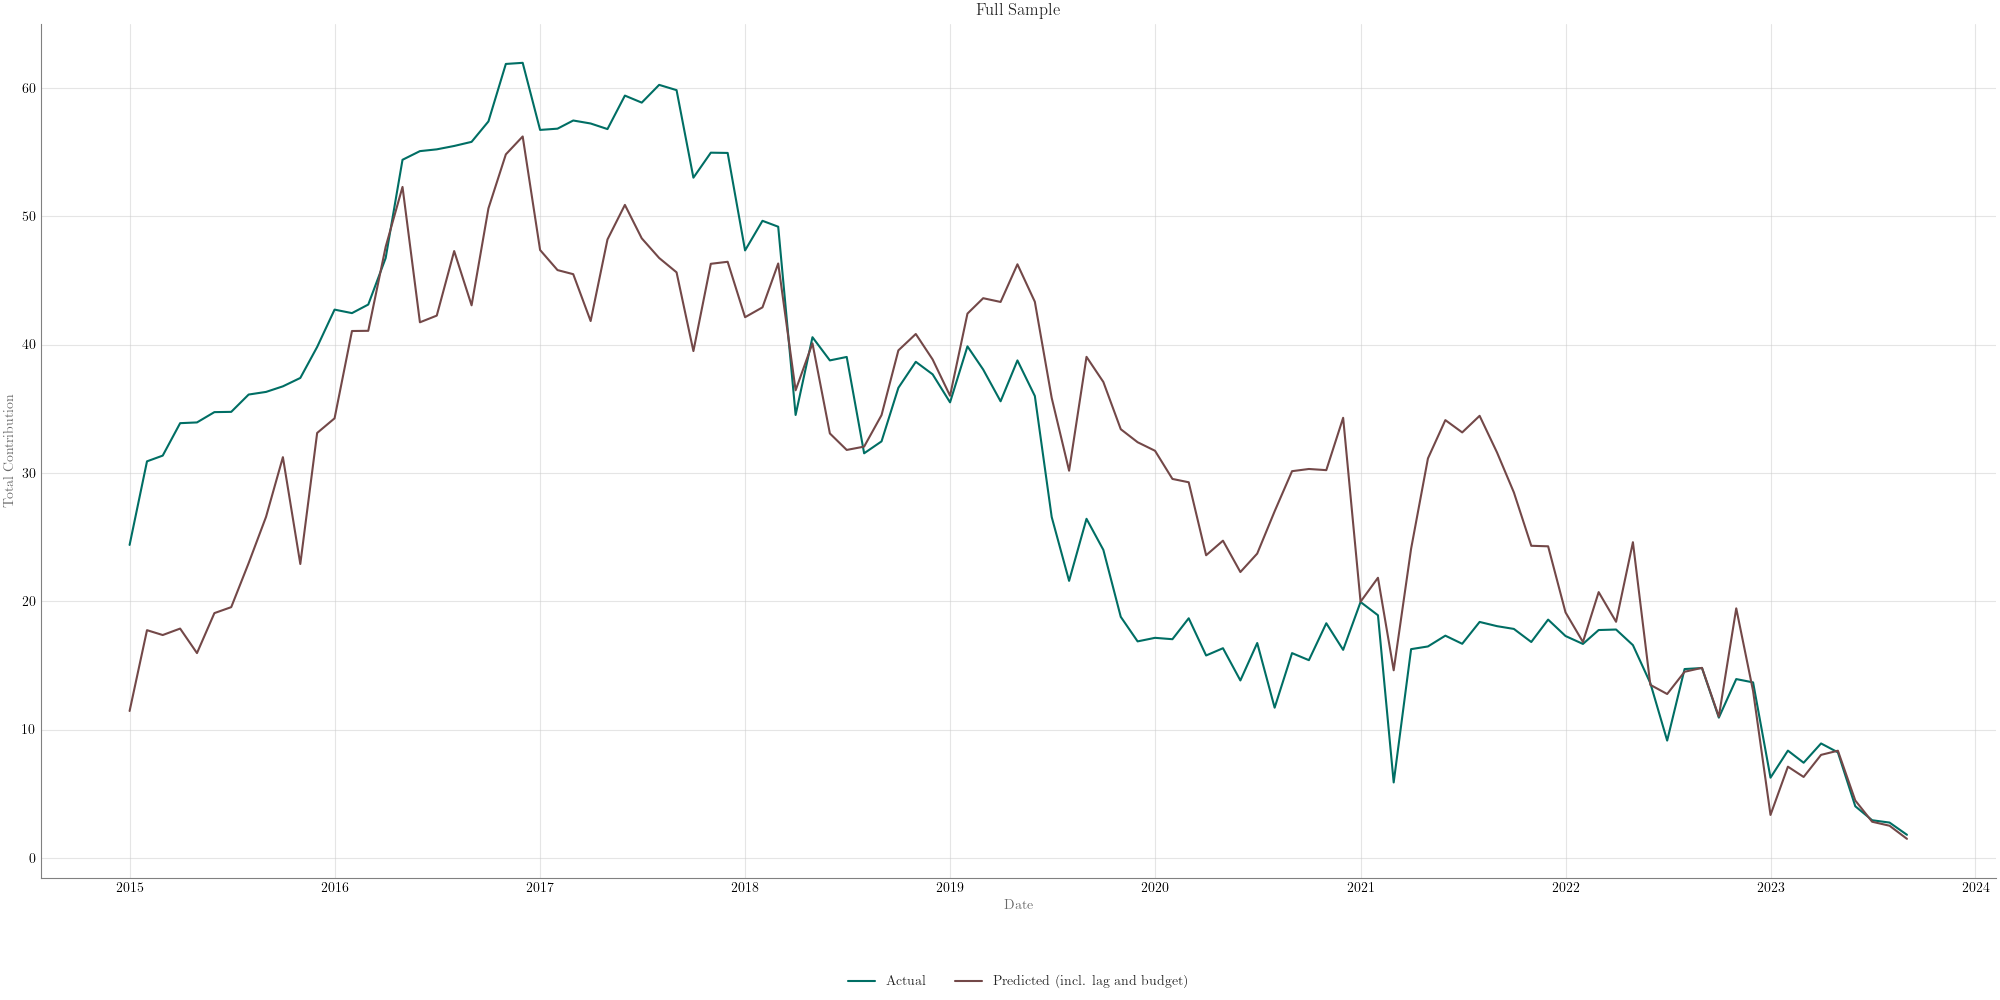 Full Sample
Total Contribution
60
50
40
30
20
10
0
2015 2016 2017 2018 2019 2020 2021 2022 2023 2024
Date
Actual Predicted (incl. lag and budget)